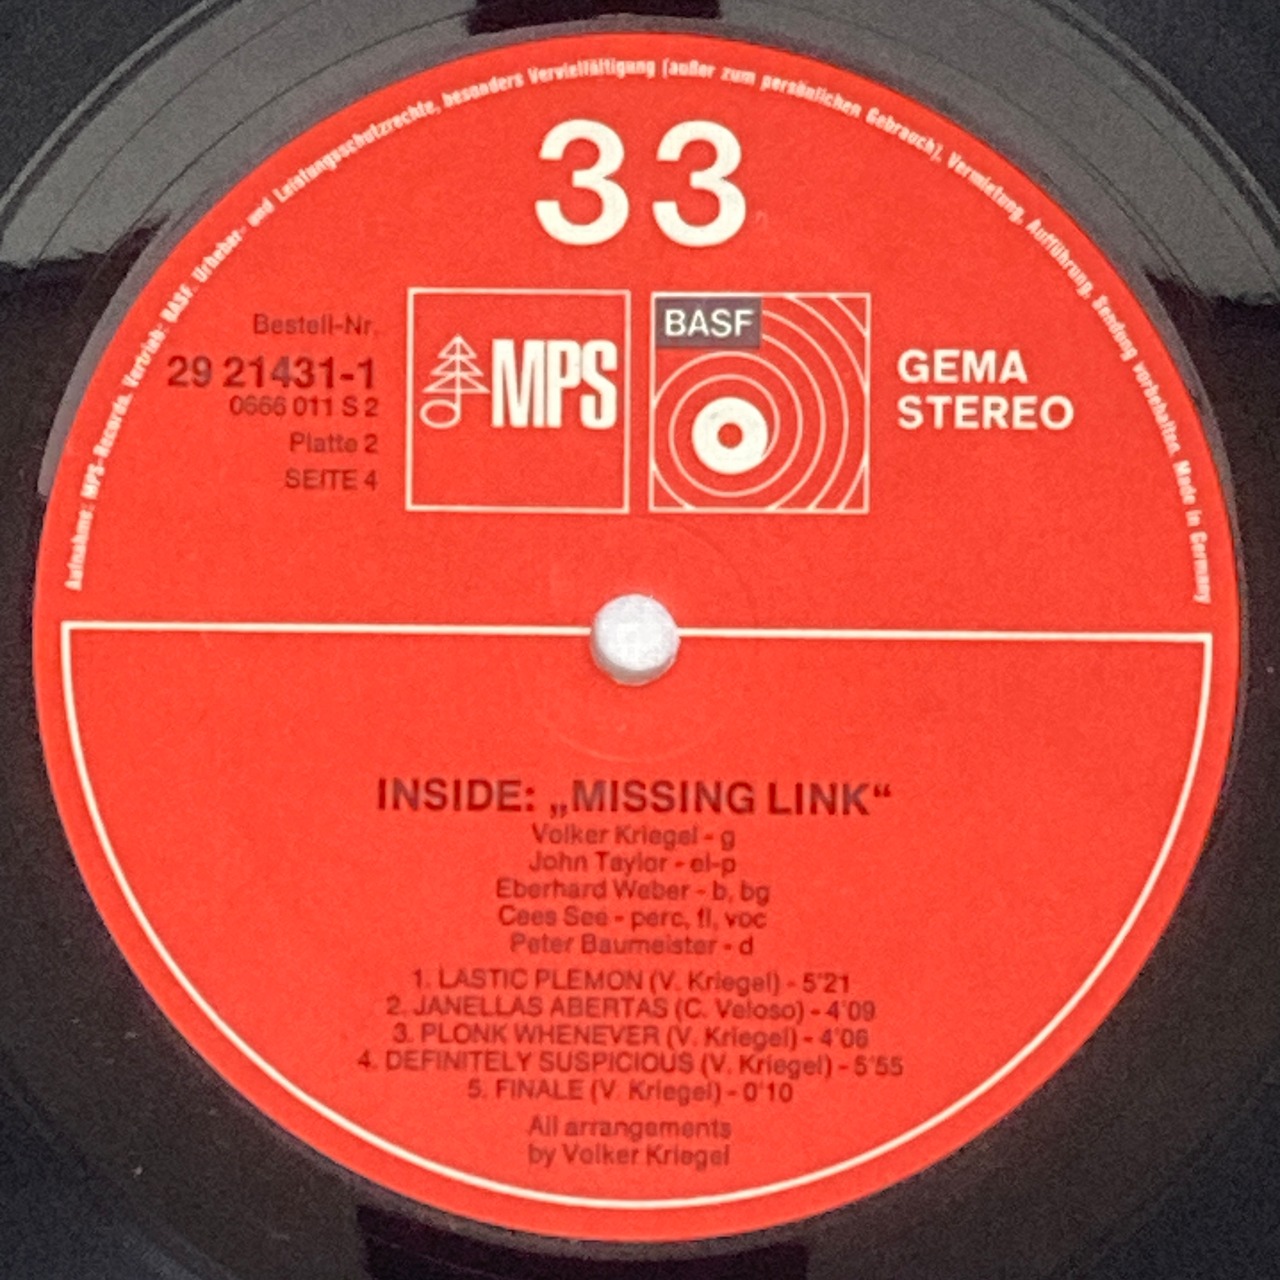 Aufnahme: MPS-Records. Vertrieb: BASF. Urheber- und Leistungsschutzrechte, besonders Vervielfältigung (außer zum persönlichen Gebrauch), Vermietung, Aufführung, Sendung vorbehalten. Made in Germany
33
Bestell-Nr.
29 21431-1
0666 011 S 2
Platte 2
SEITE 4
MPS
BASF
GEMA
STEREO
INSIDE: „MISSING LINK“
Volker Kriegel - g
John Taylor - el-p
Eberhard Weber - b, bg
Cees See - perc, fl, voc
Peter Baumeister - d
1. LASTIC PLEMON (V. Kriegel) - 5'21
2. JANELLAS ABERTAS (C. Veloso) - 4'09
3. PLONK WHENEVER (V. Kriegel) - 4'06
4. DEFINITELY SUSPICIOUS (V. Kriegel) - 5'55
5. FINALE (V. Kriegel) - 0'10
All arrangements
by Volker Kriegel